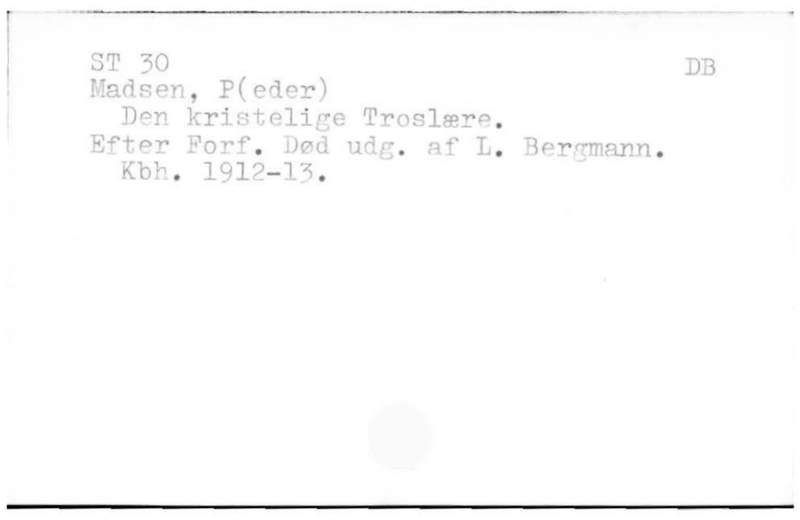 ST 30 DB
Madsen, P(eder)
Den kristelige Troslære.
Efter Forf. Død udg. af L. Bergmann.
Kbh. 1912-13.